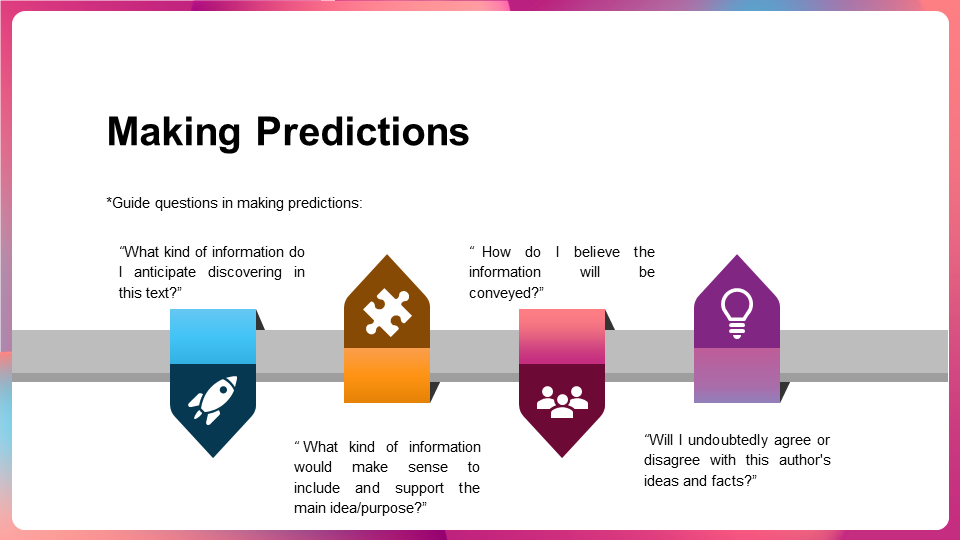 Making Predictions
*Guide questions in making predictions:
“What kind of information do
I anticipate discovering in
this text?”
“ What kind of information
would make sense to
include and support the
main idea/purpose?”
“ How do I believe the
information will be
conveyed?”
“Will I undoubtedly agree or
disagree with this author's
ideas and facts?”